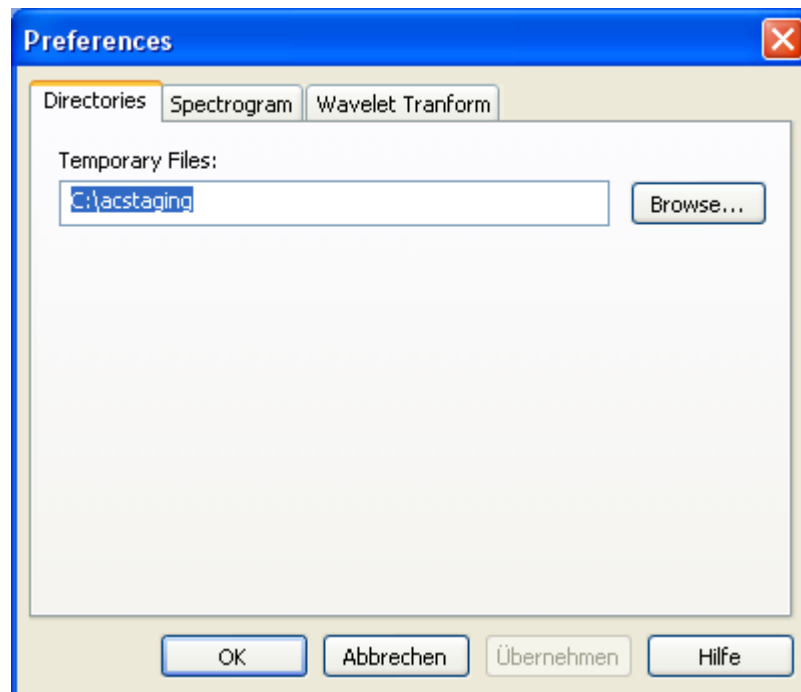 Preferences
Directories Spectrogram Wavelet Tranform
Temporary Files:
C:\acstaging Browse...
OK Abbrechen Übernehmen Hilfe